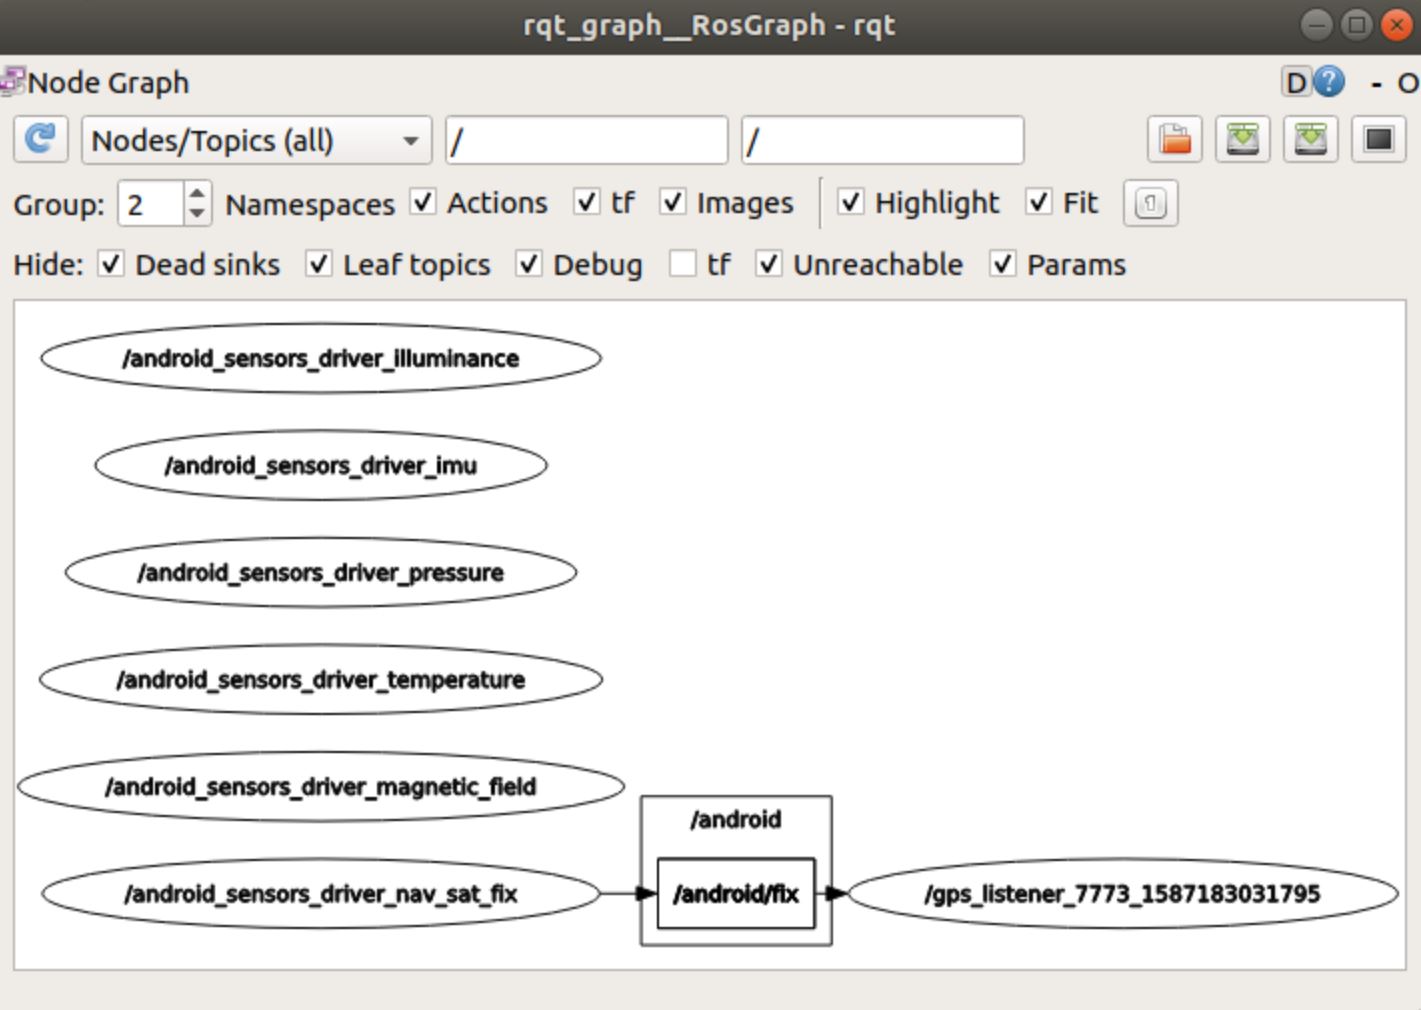 rqt_graph__RosGraph - rqt
Node Graph D ? - O
Nodes/Topics (all) / /
Group: 2 Namespaces Actions tf Images Highlight Fit
Hide: Dead sinks Leaf topics Debug tf Unreachable Params
/android_sensors_driver_illuminance
/android_sensors_driver_imu
/android_sensors_driver_pressure
/android_sensors_driver_temperature
/android_sensors_driver_magnetic_field
/android
/android_sensors_driver_nav_sat_fix /android/fix /gps_listener_7773_1587183031795